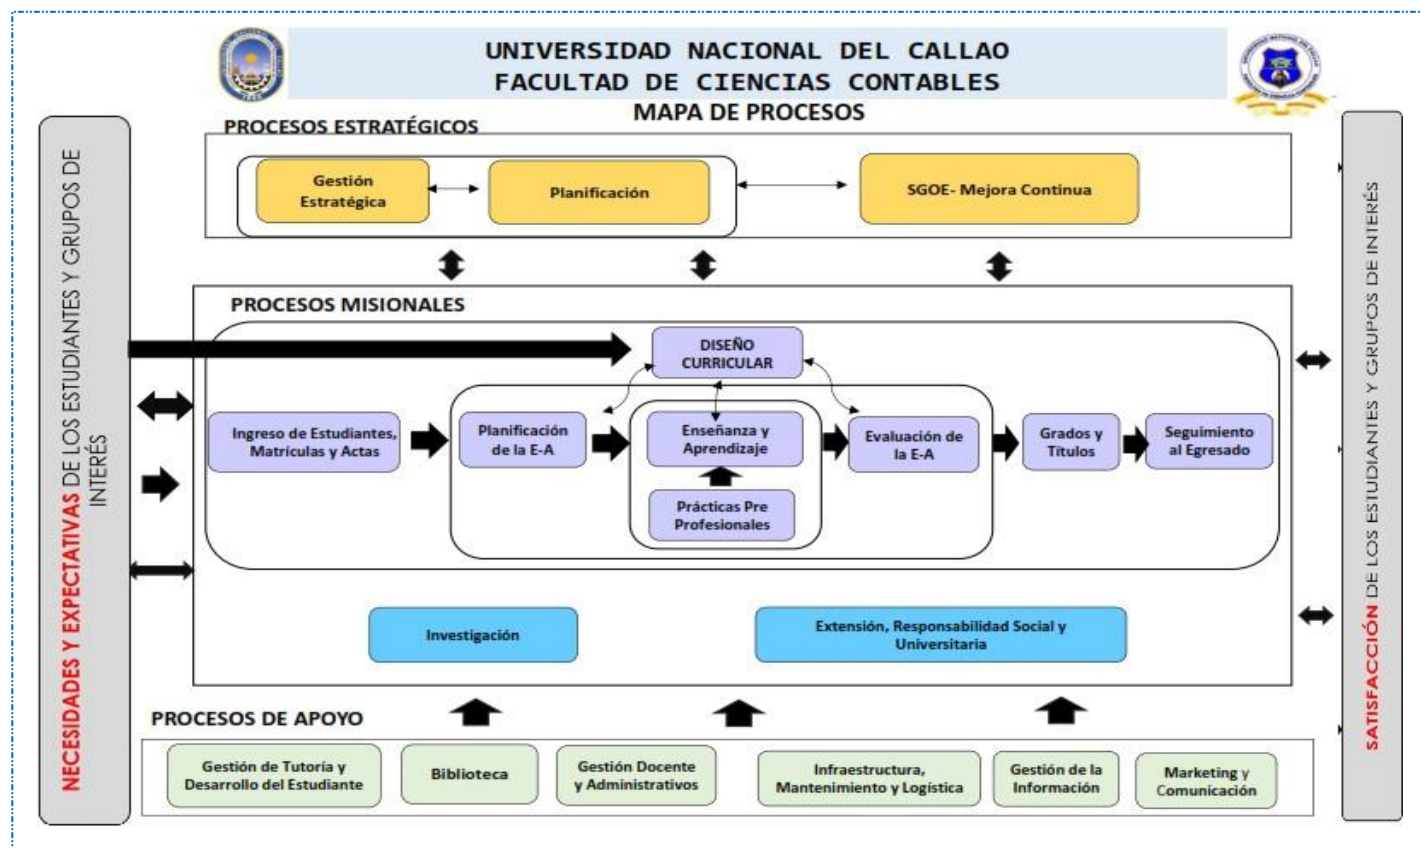 UNIVERSIDAD NACIONAL DEL CALLAO
FACULTAD DE CIENCIAS CONTABLES
MAPA DE PROCESOS
NECESIDADES Y EXPECTATIVAS DE LOS ESTUDIANTES Y GRUPOS DE
INTERÉS
PROCESOS ESTRATÉGICOS
Gestión
Estratégica
Planificación
SGOE- Mejora Continua
PROCESOS MISIONALES
DISEÑO
CURRICULAR
Ingreso de Estudiantes,
Matrículas y Actas
Planificación
de la E-A
Enseñanza y
Aprendizaje
Evaluación de
la E-A
Grados y
Títulos
Seguimiento
al Egresado
Prácticas Pre
Profesionales
Investigación
Extensión, Responsabilidad Social y
Universitaria
PROCESOS DE APOYO
Gestión de Tutoría y
Desarrollo del Estudiante
Biblioteca
Gestión Docente
y Administrativos
Infraestructura,
Mantenimiento y Logística
Gestión de la
Información
Marketing y
Comunicación
SATISFACCIÓN DE LOS ESTUDIANTES Y GRUPOS DE INTERÉS